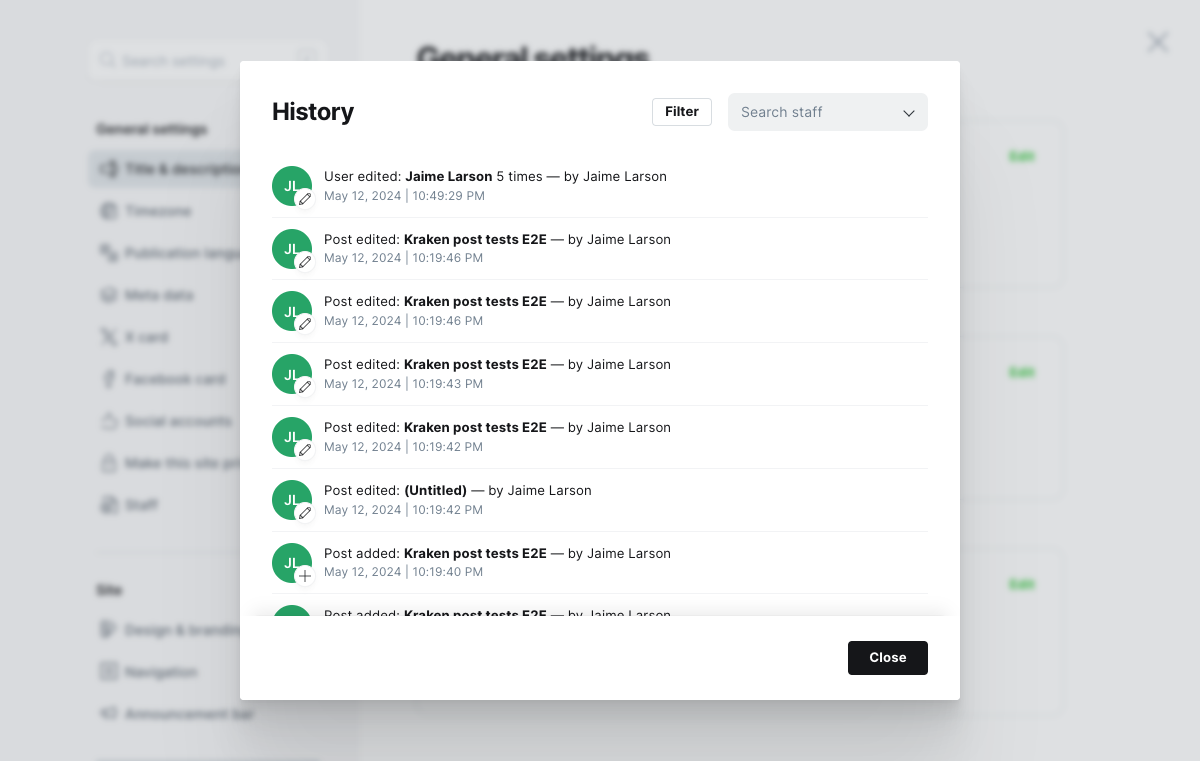 Search settings
General settings
General settings
Title & description
Timezone
Publication langu
Meta data
X card
Facebook card
Social accounts
Make this site pri
Staff
Site
Design & branding
Navigation
Announcement bar
Edit
Edit
Edit
History
Filter
Search staff
JL
User edited: Jaime Larson 5 times — by Jaime Larson
May 12, 2024 | 10:49:29 PM
JL
Post edited: Kraken post tests E2E — by Jaime Larson
May 12, 2024 | 10:19:46 PM
JL
Post edited: Kraken post tests E2E — by Jaime Larson
May 12, 2024 | 10:19:46 PM
JL
Post edited: Kraken post tests E2E — by Jaime Larson
May 12, 2024 | 10:19:43 PM
JL
Post edited: Kraken post tests E2E — by Jaime Larson
May 12, 2024 | 10:19:42 PM
JL
Post edited: (Untitled) — by Jaime Larson
May 12, 2024 | 10:19:42 PM
JL
Post added: Kraken post tests E2E — by Jaime Larson
May 12, 2024 | 10:19:40 PM
Post added: Kraken post tests E2E — by Jaime Larson
Close